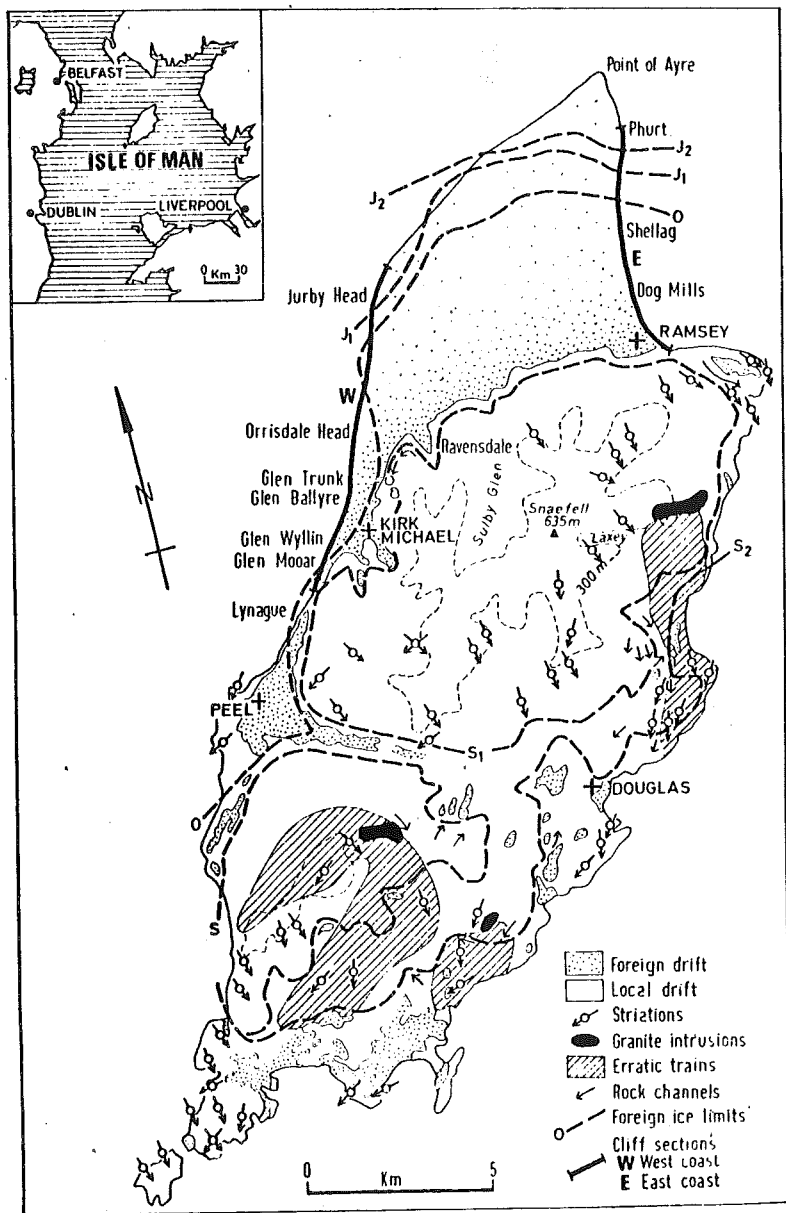 BELFAST
ISLE OF MAN
DUBLIN
LIVERPOOL
0 Km 30
Point of Ayre
Phurt
J2
J2
J1
O
Shellag
E
Dog Mills
RAMSEY
Jurby Head
J1
W
Orrisdale Head
Ravensdale
Glen Trunk
Glen Ballyre
Sulby Glen
Snaefell
635m
Laxey
KIRK
MICHAEL
300m
S2
Glen Wyllin
Glen Mooar
Lynague
N
PEEL
S1
DOUGLAS
O
S
Foreign drift
Local drift
Striations
Granite intrusions
Erratic trains
Rock channels
O Foreign ice limits
Cliff sections
W West coast
E East coast
0 5
Km